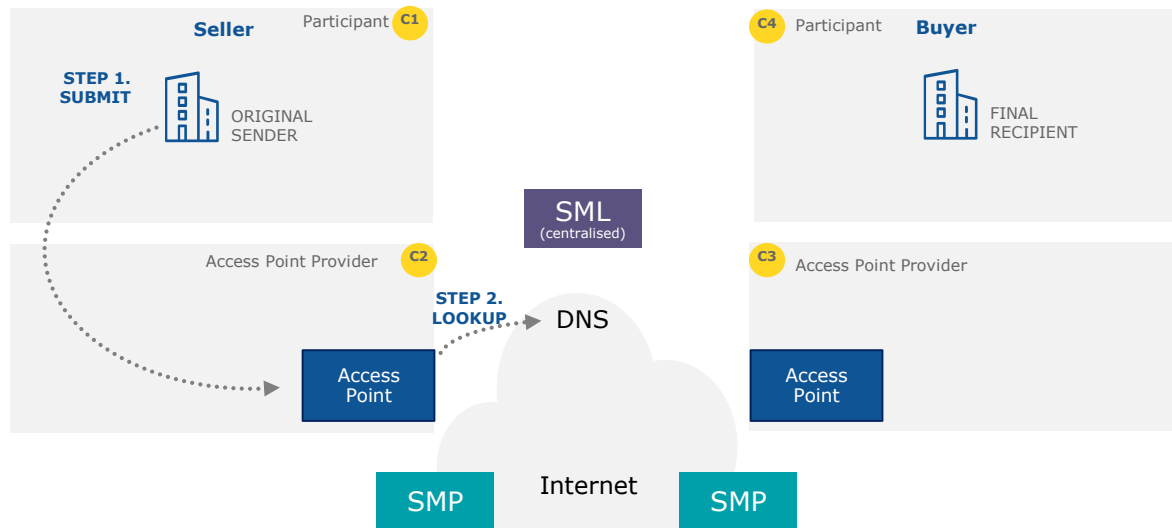 Participant C1
Seller
STEP 1.
SUBMIT
ORIGINAL
SENDER
C4 Participant
Buyer
FINAL
RECIPIENT
SML
(centralised)
Access Point Provider C2
C3 Access Point Provider
STEP 2.
LOOKUP
DNS
Access
Point
Access
Point
Internet
SMP
SMP